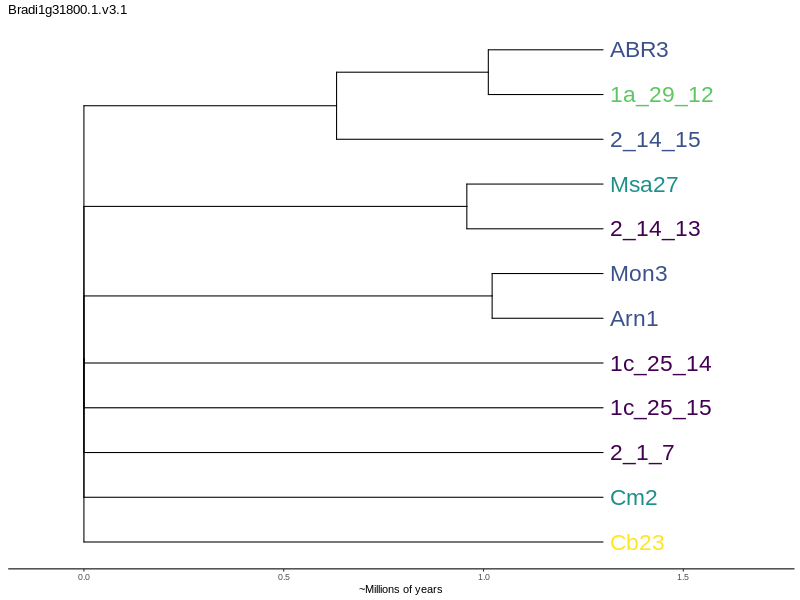 Bradi1g31800.1.v3.1
ABR3
1a_29_12
2_14_15
Msa27
2_14_13
Mon3
Arn1
1c_25_14
1c_25_15
2_1_7
Cm2
Cb23
0.0 0.5 1.0 1.5
~Millions of years